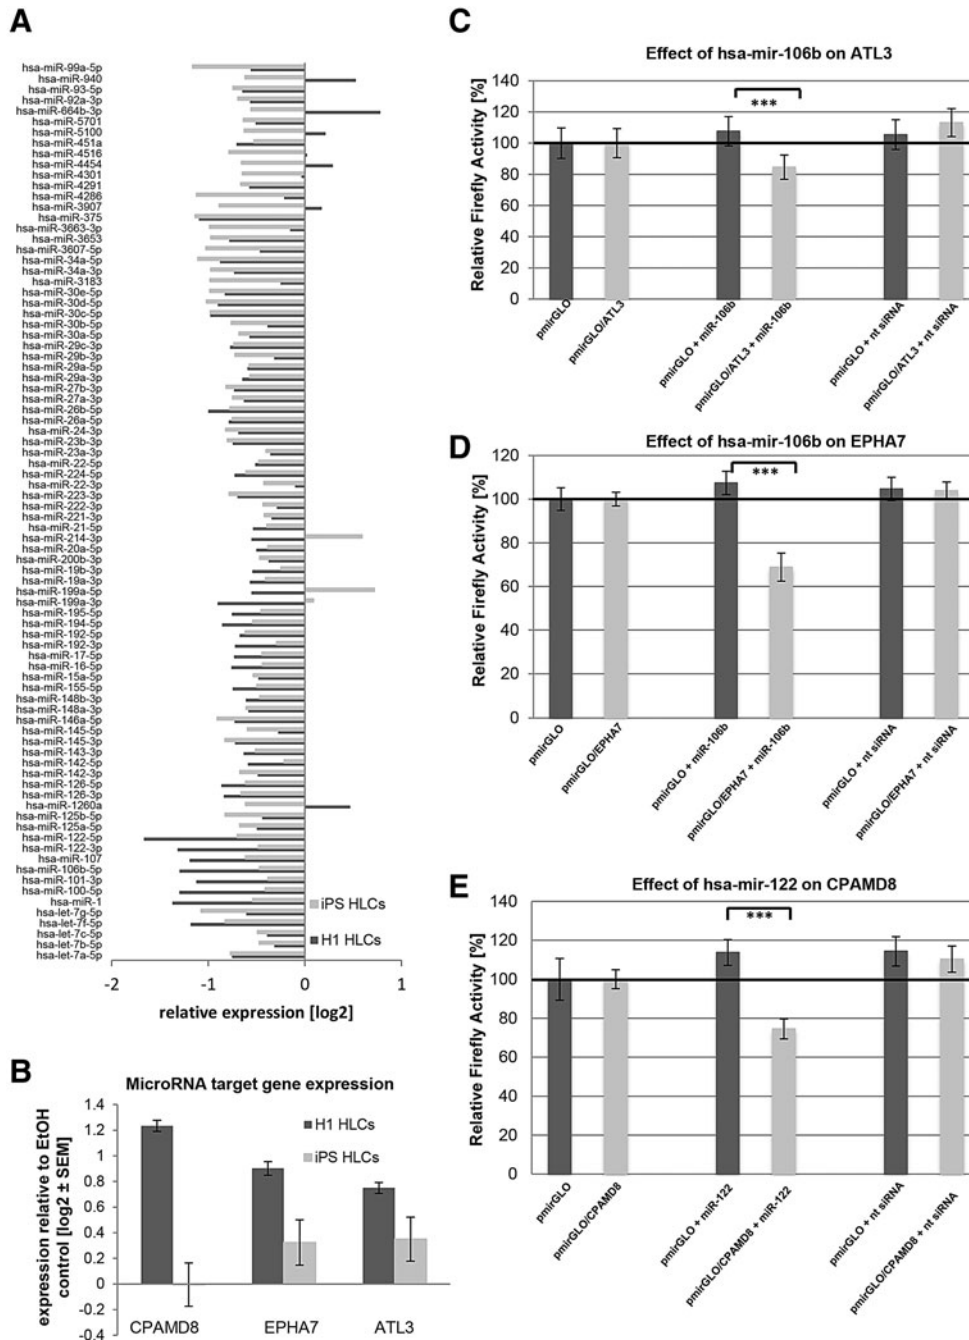 A
hsa-miR-99a-5p
hsa-miR-940
hsa-miR-93-5p
hsa-miR-92a-3p
hsa-miR-664b-3p
hsa-miR-5701
hsa-miR-5100
hsa-miR-451a
hsa-miR-4516
hsa-miR-4454
hsa-miR-4301
hsa-miR-4291
hsa-miR-4286
hsa-miR-3907
hsa-miR-375
hsa-miR-3663-3p
hsa-miR-3653
hsa-miR-3607-5p
hsa-miR-34a-5p
hsa-miR-34a-3p
hsa-miR-3183
hsa-miR-30e-5p
hsa-miR-30d-5p
hsa-miR-30c-5p
hsa-miR-30b-5p
hsa-miR-30a-5p
hsa-miR-29c-3p
hsa-miR-29b-3p
hsa-miR-29a-5p
hsa-miR-29a-3p
hsa-miR-27b-3p
hsa-miR-27a-3p
hsa-miR-26b-5p
hsa-miR-26a-5p
hsa-miR-24-3p
hsa-miR-23b-3p
hsa-miR-23a-3p
hsa-miR-22-5p
hsa-miR-224-5p
hsa-miR-22-3p
hsa-miR-223-3p
hsa-miR-222-3p
hsa-miR-221-3p
hsa-miR-21-5p
hsa-miR-214-3p
hsa-miR-20a-5p
hsa-miR-200b-3p
hsa-miR-19b-3p
hsa-miR-19a-3p
hsa-miR-199a-5p
hsa-miR-199a-3p
hsa-miR-195-5p
hsa-miR-194-5p
hsa-miR-192-5p
hsa-miR-192-3p
hsa-miR-17-5p
hsa-miR-16-5p
hsa-miR-15a-5p
hsa-miR-155-5p
hsa-miR-148b-3p
hsa-miR-148a-3p
hsa-miR-146a-5p
hsa-miR-145-5p
hsa-miR-145-3p
hsa-miR-143-3p
hsa-miR-142-5p
hsa-miR-142-3p
hsa-miR-126-5p
hsa-miR-126-3p
hsa-miR-1260a
hsa-miR-125b-5p
hsa-miR-125a-5p
hsa-miR-122-5p
hsa-miR-122-3p
hsa-miR-107
hsa-miR-106b-5p
hsa-miR-101-3p
hsa-miR-100-5p
hsa-miR-1
hsa-let-7g-5p
hsa-let-7f-5p
hsa-let-7c-5p
hsa-let-7b-5p
hsa-let-7a-5p
iPS HLCs
H1 HLCs
-2 -1 0 1
relative expression [log2]
B
MicroRNA target gene expression
expression relative to EtOH
control [log2 ± SEM]
1.4
1.2
1
0.8
0.6
0.4
0.2
0
-0.2
-0.4
H1 HLCs
iPS HLCs
CPAMD8 EPHA7 ATL3
C
Effect of hsa-mir-106b on ATL3
Relative Firefly Activity [%]
140
120
100
80
60
40
20
0
***
pmirGLO
pmirGLO/ATL3
pmirGLO + miR-106b
pmirGLO/ATL3 + miR-106b
pmirGLO + nt siRNA
pmirGLO/ATL3 + nt siRNA
D
Effect of hsa-mir-106b on EPHA7
Relative Firefly Activity [%]
120
100
80
60
40
20
0
***
pmirGLO
pmirGLO/EPHA7
pmirGLO + miR-106b
pmirGLO/EPHA7 + miR-106b
pmirGLO + nt siRNA
pmirGLO/EPHA7 + nt siRNA
E
Effect of hsa-mir-122 on CPAMD8
Relative Firefly Activity [%]
140
120
100
80
60
40
20
0
***
pmirGLO
pmirGLO/CPAMD8
pmirGLO + miR-122
pmirGLO/CPAMD8 + miR-122
pmirGLO + nt siRNA
pmirGLO/CPAMD8 + nt siRNA